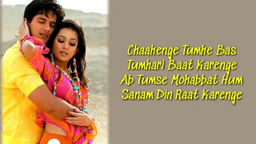 Chaahenge Tumhe Bas
Tumhari Baat Karenge
Ab Tumse Mohabbat Hum
Sanam Din Raat Karenge